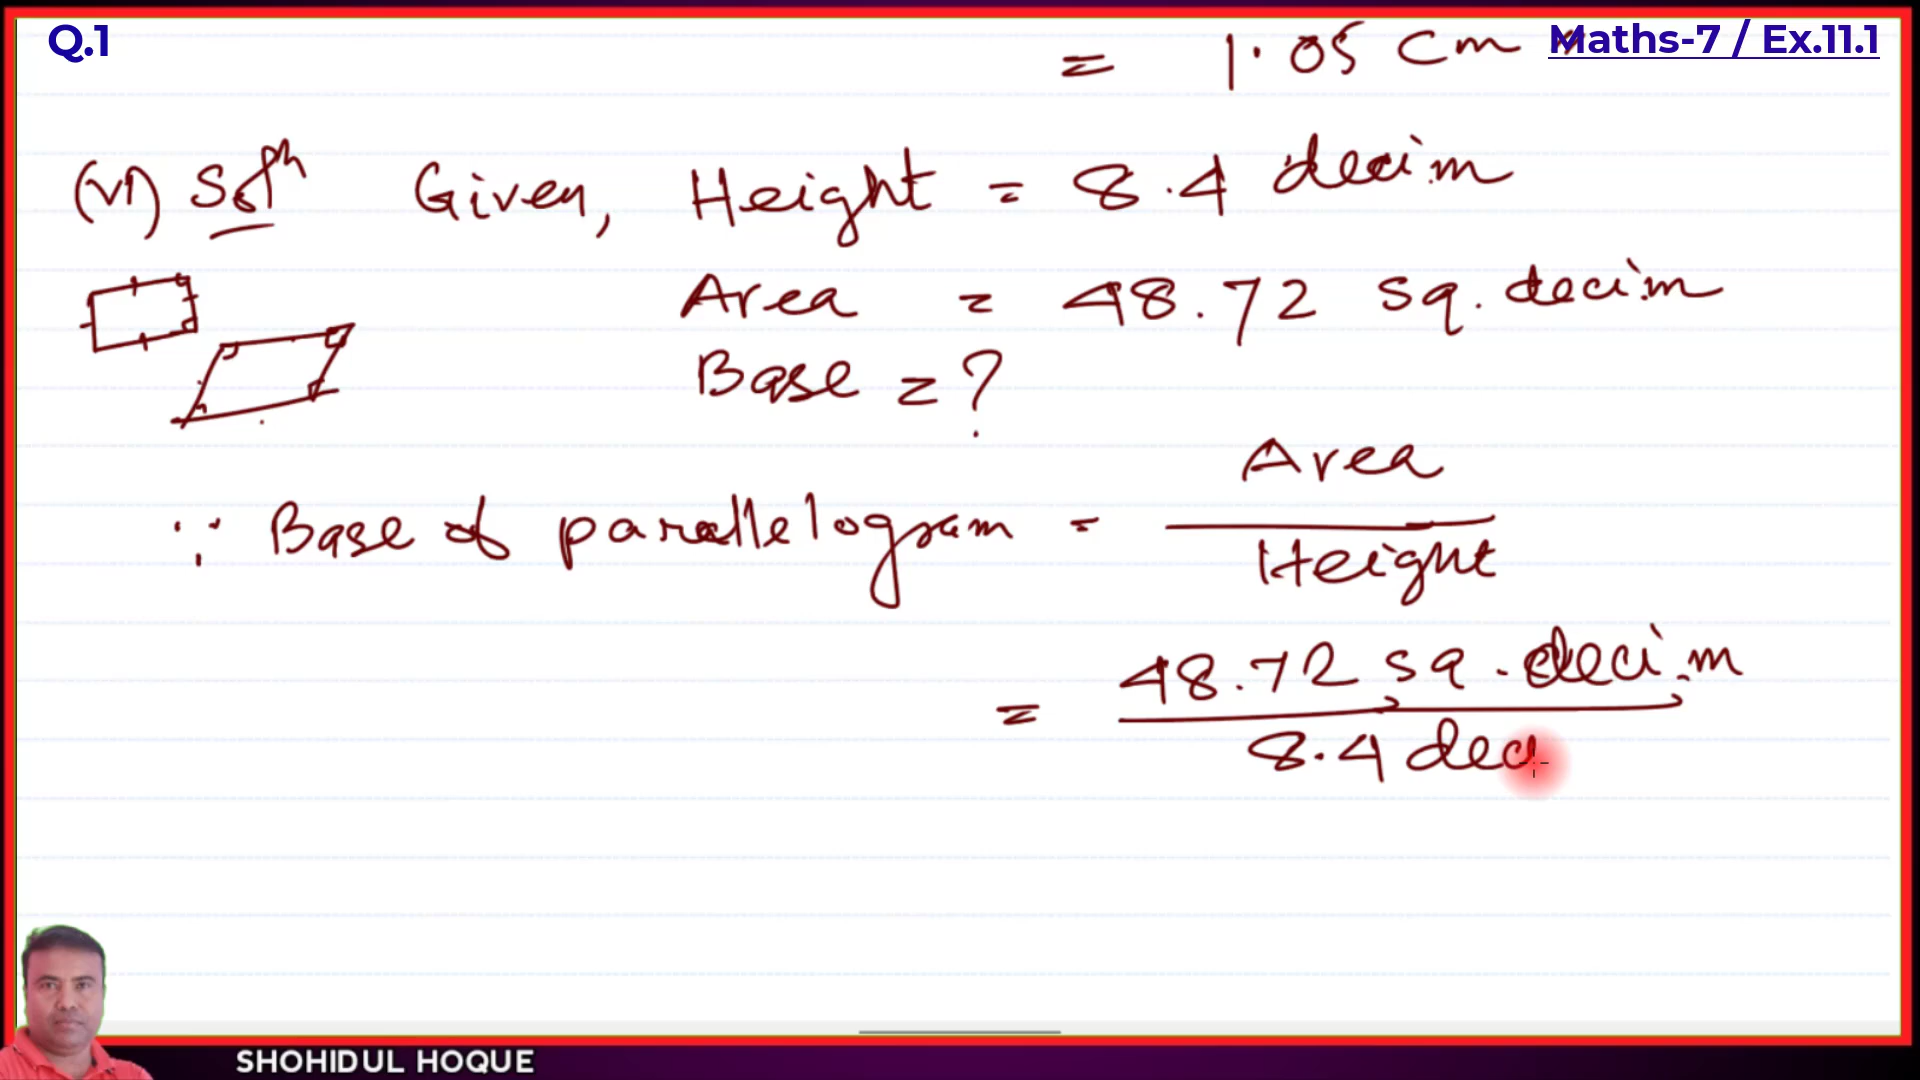 Q.1
Maths-7 / Ex.11.1
= 1.05 cm
(vi) Soln Given, Height = 8.4 decim
Area = 48.72 sq. decim
Base = ?
∵ Base of parallelogram = Area / Height
= 48.72 sq. decim / 8.4 deci
SHOHIDUL HOQUE